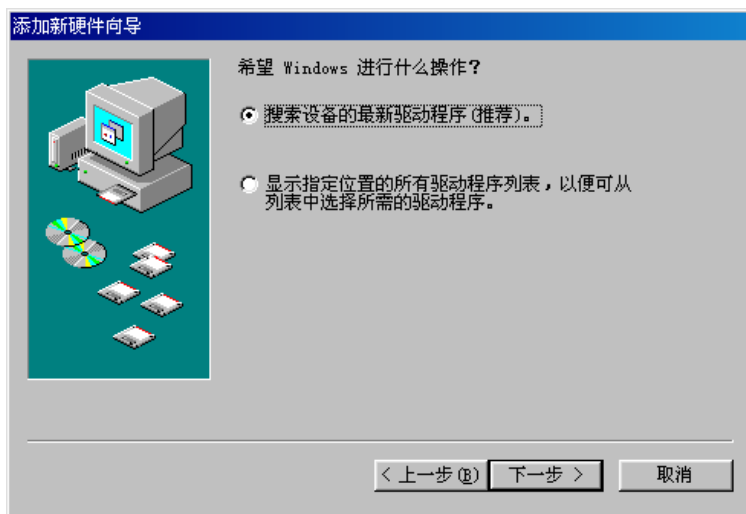 添加新硬件向导
希望 Windows 进行什么操作?
搜索设备的最新驱动程序(推荐)。
显示指定位置的所有驱动程序列表，以便可从
列表中选择所需的驱动程序。
< 上一步(B) 下一步 > 取消